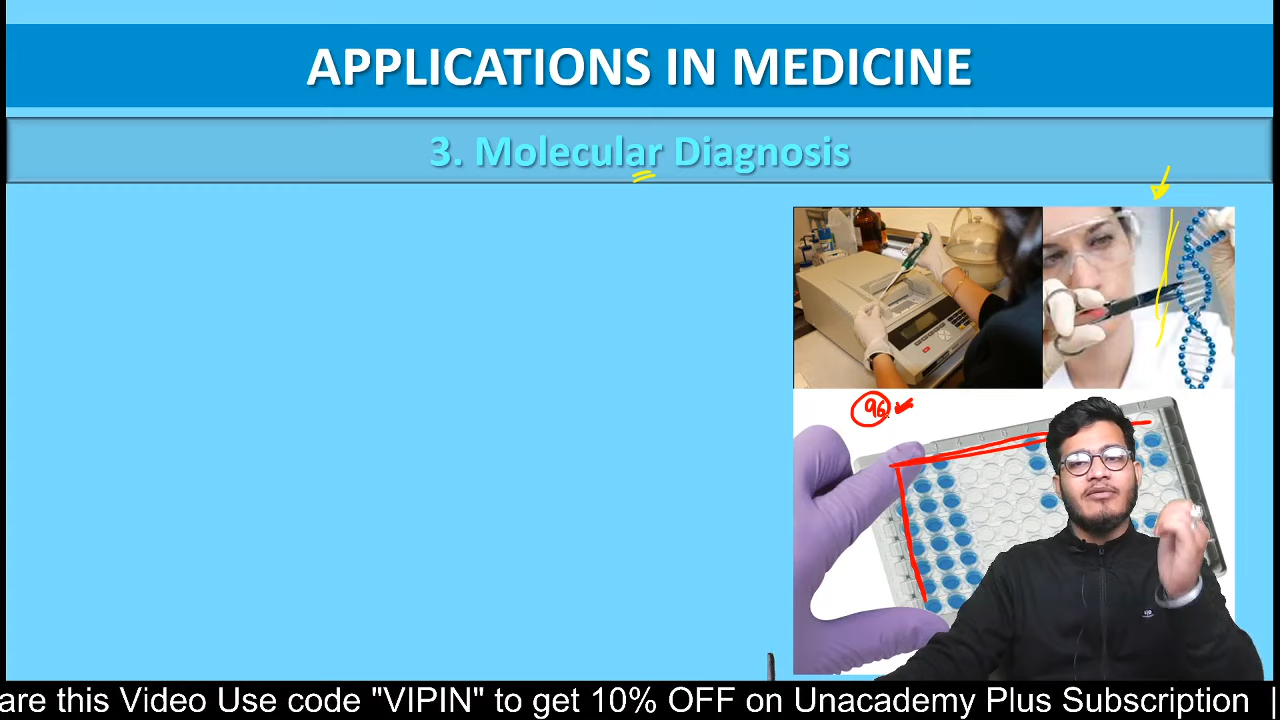 APPLICATIONS IN MEDICINE
3. Molecular Diagnosis
96
are this Video Use code "VIPIN" to get 10% OFF on Unacademy Plus Subscription |